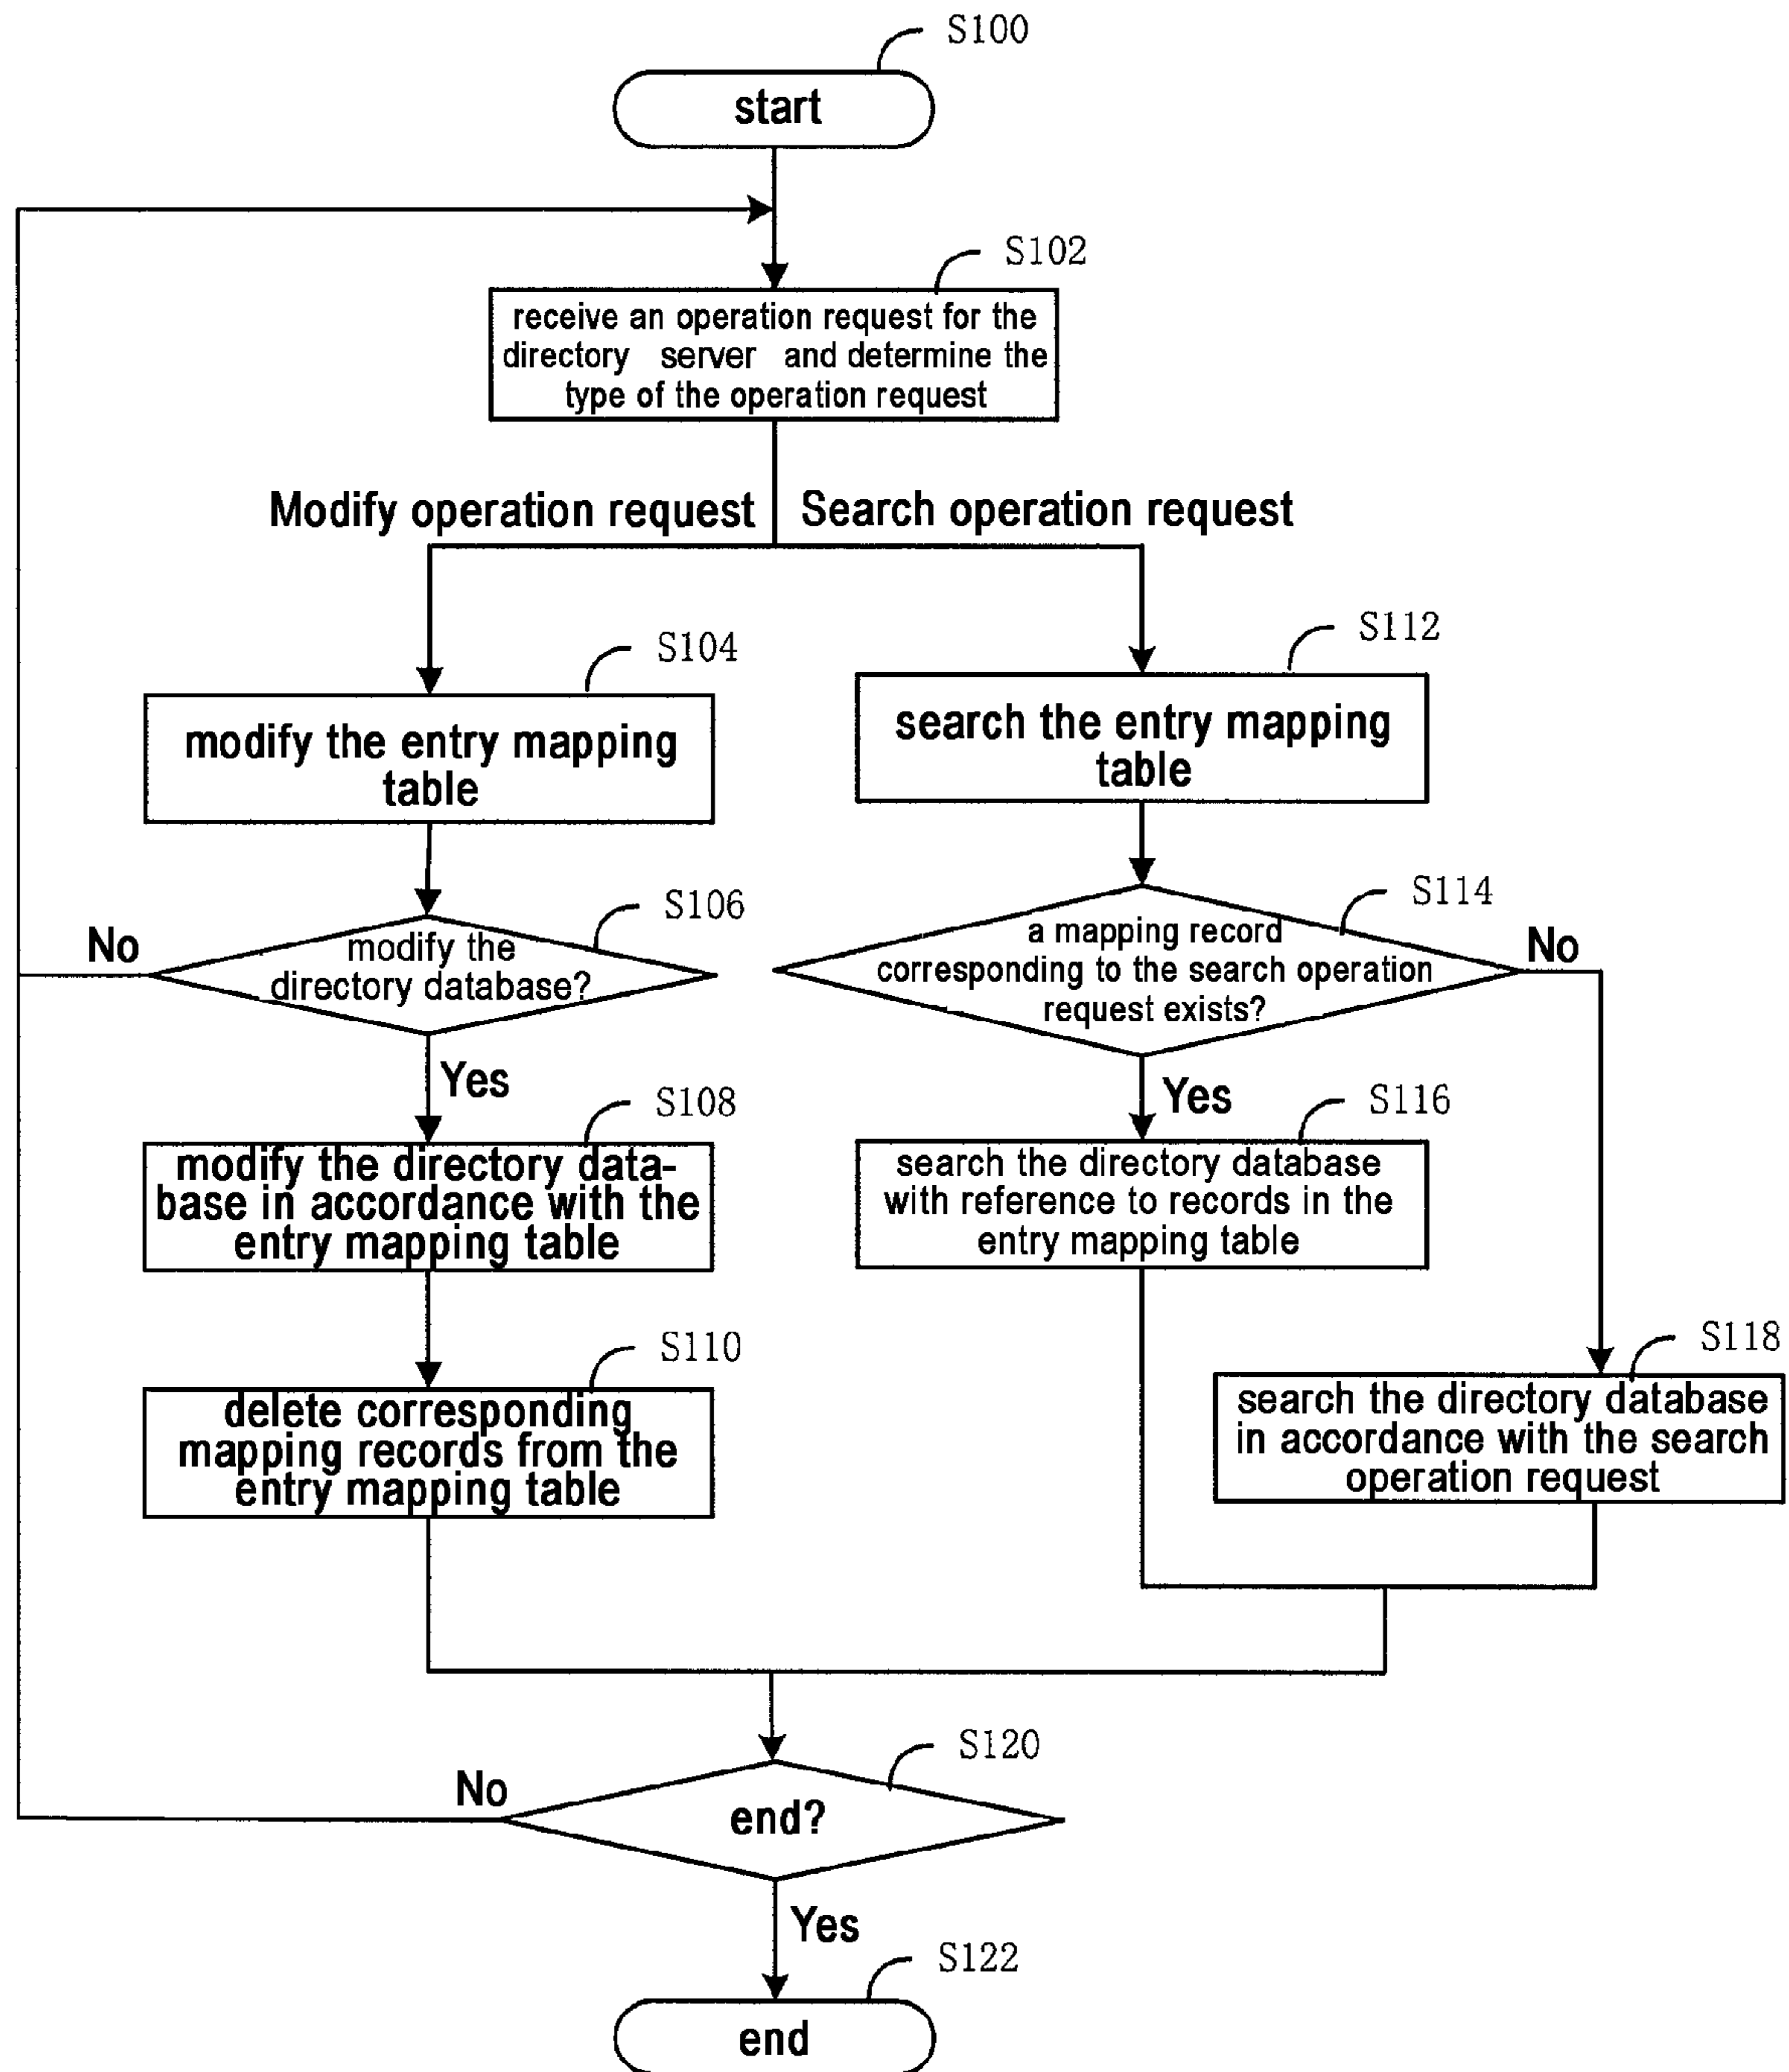 S100
start
S102
receive an operation request for the
directory server and determine the
type of the operation request
Modify operation request
Search operation request
S104
modify the entry mapping
table
S112
search the entry mapping
table
S106
No
modify the
directory database?
Yes
S114
a mapping record
corresponding to the search operation
request exists?
No
Yes
S108
modify the directory data-
base in accordance with the
entry mapping table
S116
search the directory database
with reference to records in the
entry mapping table
S110
delete corresponding
mapping records from the
entry mapping table
S118
search the directory database
in accordance with the search
operation request
S120
No
end?
Yes
S122
end